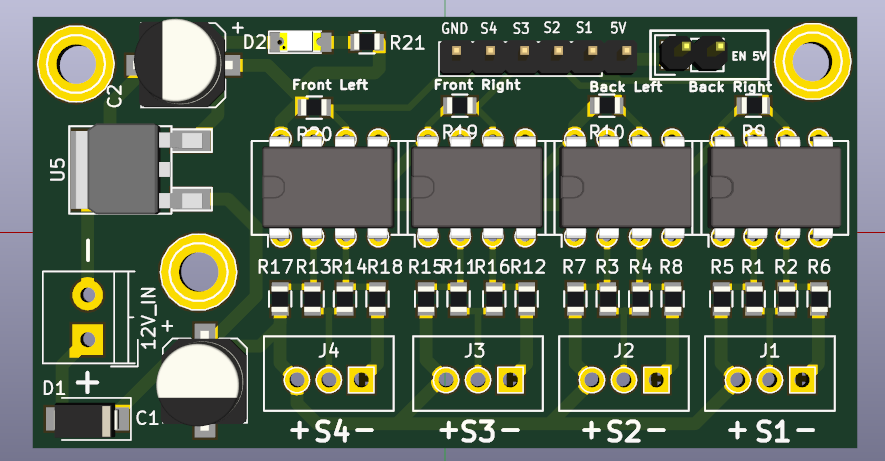 +
D2
R21
GND S4 S3 S2 S1 5V
EN 5V
C2
Front Left
Front Right
Back Left
Back Right
R20
R19
R10
R9
U5
R17 R13 R14 R18
R15 R11 R16 R12
R7 R3 R4 R8
R5 R1 R2 R6
-
12V_IN
+
+
D1
C1
J4
J3
J2
J1
+S4-
+S3-
+S2-
+S1-